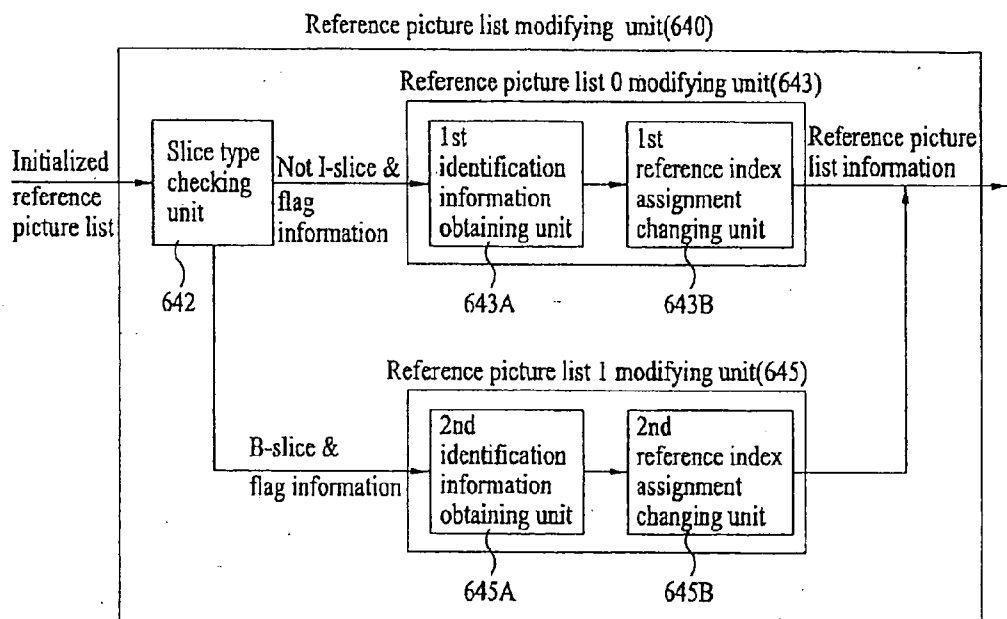 Reference picture list modifying unit(640)
Reference picture list 0 modifying unit(643)
Initialized
reference
picture list
Slice type
checking
unit
642
Not I-slice &
flag
information
1st
identification
information
obtaining unit
643A
1st
reference index
assignment
changing unit
643B
Reference picture
list information
Reference picture list 1 modifying unit(645)
B-slice &
flag information
2nd
identification
information
obtaining unit
645A
2nd
reference index
assignment
changing unit
645B